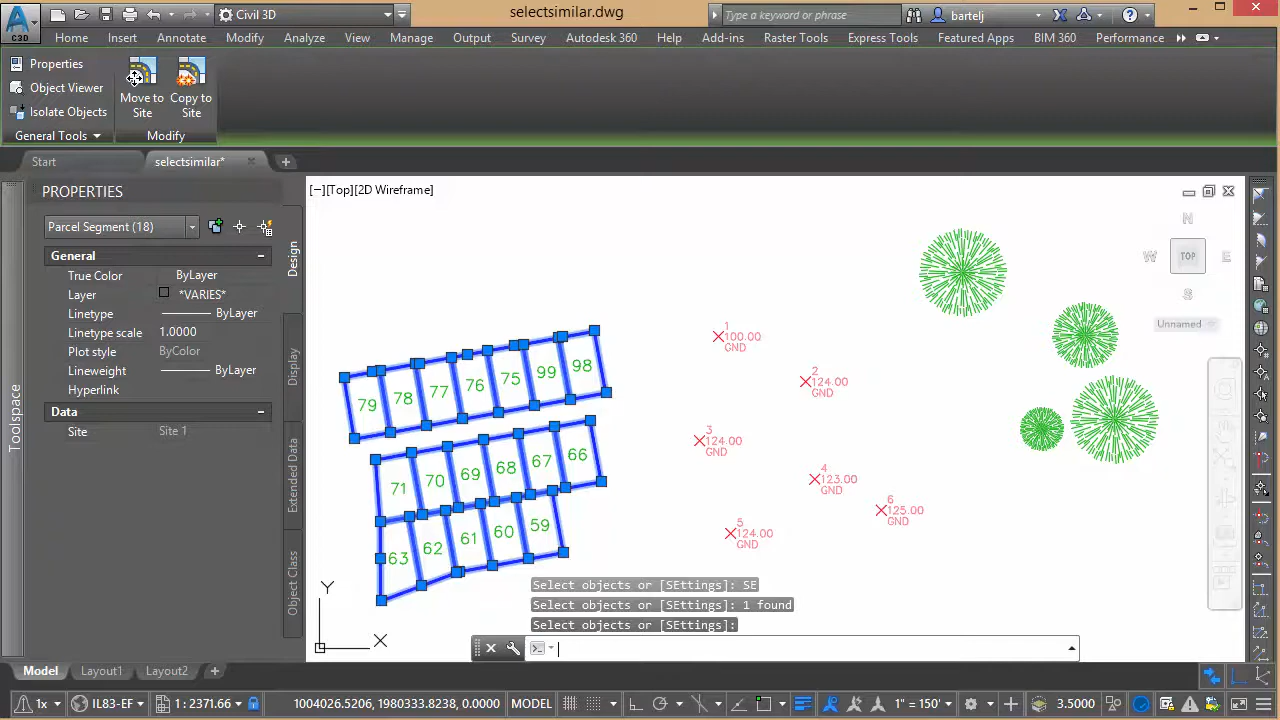 C3D
Civil 3D
selectsimilar.dwg
Type a keyword or phrase
bartelj
Home Insert Annotate Modify Analyze View Manage Output Survey Autodesk 360 Help Add-ins Raster Tools Express Tools Featured Apps BIM 360 Performance
Properties
Object Viewer
Isolate Objects
Move to Site
Copy to Site
General Tools
Modify
Start
selectsimilar*
Toolspace
PROPERTIES
Parcel Segment (18)
General
True Color ByLayer
Layer *VARIES*
Linetype ByLayer
Linetype scale 1.0000
Plot style ByColor
Lineweight ByLayer
Hyperlink
Data
Site Site 1
Design
Display
Extended Data
Object Class
[−][Top][2D Wireframe]
N
W TOP E
S
Unnamed
79 78 77 76 75 99 98
71 70 69 68 67 66
63 62 61 60 59
1
100.00
GND
2
124.00
GND
3
124.00
GND
4
123.00
GND
5
124.00
GND
6
125.00
GND
Y
X
Select objects or [SEttings]: SE
Select objects or [SEttings]: 1 found
Select objects or [SEttings]:
Model Layout1 Layout2
1x
IL83-EF
1 : 2371.66
1004026.5206, 1980333.8238, 0.0000
MODEL
1" = 150'
3.5000